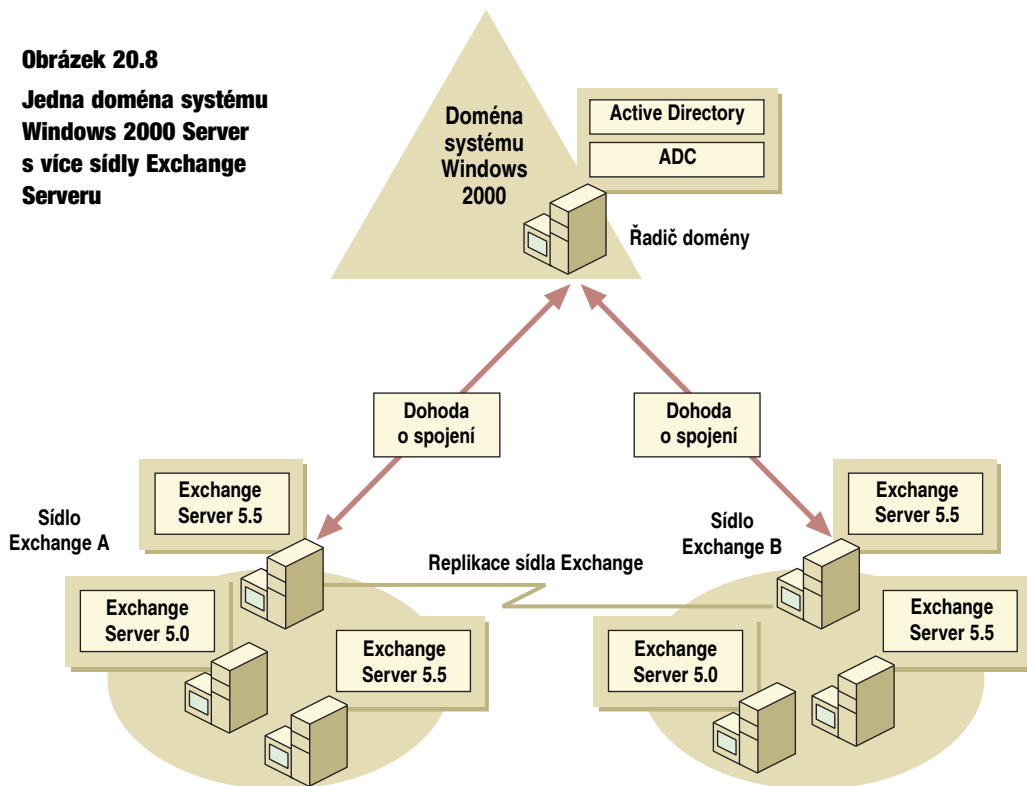 Obrázek 20.8
Jedna doména systému
Windows 2000 Server
s více sídly Exchange
Serveru
Doména
systému
Windows
2000
Active Directory
ADC
Řadič domény
Dohoda
o spojení
Dohoda
o spojení
Exchange
Server 5.5
Sídlo
Exchange A
Exchange
Server 5.0
Exchange
Server 5.5
Replikace sídla Exchange
Sídlo
Exchange B
Exchange
Server 5.5
Exchange
Server 5.0
Exchange
Server 5.5